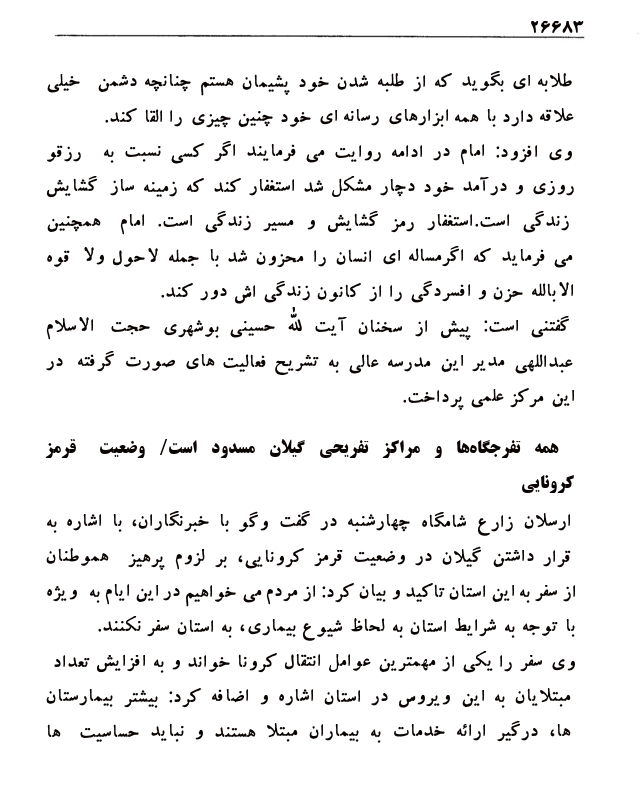 ۲۶۶۸۳
طلابه ای بگوید که از طلبه شدن خود پشیمان هستم چنانچه دشمن خیلی
علاقه دارد با همه ابزارهای رسانه ای خود چنین چیزی را القا کند.
وی افزود: امام در ادامه روایت می فرمایند اگر کسی نسبت به رزقو
روزی و درآمد خود دچار مشکل شد استغفار کند که زمینه ساز گشایش
زندگی است.استغفار رمز گشایش و مسیر زندگی است. امام همچنین
می فرماید که اگرمساله ای انسان را محزون شد با جمله لاحول ولا قوه
الابالله حزن و افسردگی را از کانون زندگی اش دور کند.
گفتنی است: پیش از سخنان آیت لله حسینی بوشهری حجت الاسلام
عبداللهی مدیر این مدرسه عالی به تشریح فعالیت های صورت گرفته در
این مرکز علمی پرداخت.
همه تفرجگاه‌ها و مراکز تفریحی گیلان مسدود است/ وضعیت قرمز
کرونایی
ارسلان زارع شامگاه چهارشنبه در گفت وگو با خبرنگاران، با اشاره به
قرار داشتن گیلان در وضعیت قرمز کرونایی، بر لزوم پرهیز هموطنان
از سفر به این استان تاکید و بیان کرد: از مردم می خواهیم در این ایام به ویژه
با توجه به شرایط استان به لحاظ شیوع بیماری، به استان سفر نکنند.
وی سفر را یکی از مهمترین عوامل انتقال کرونا خواند و به افزایش تعداد
مبتلایان به این ویروس در استان اشاره و اضافه کرد: بیشتر بیمارستان
ها، درگیر ارائه خدمات به بیماران مبتلا هستند و نباید حساسیت ها